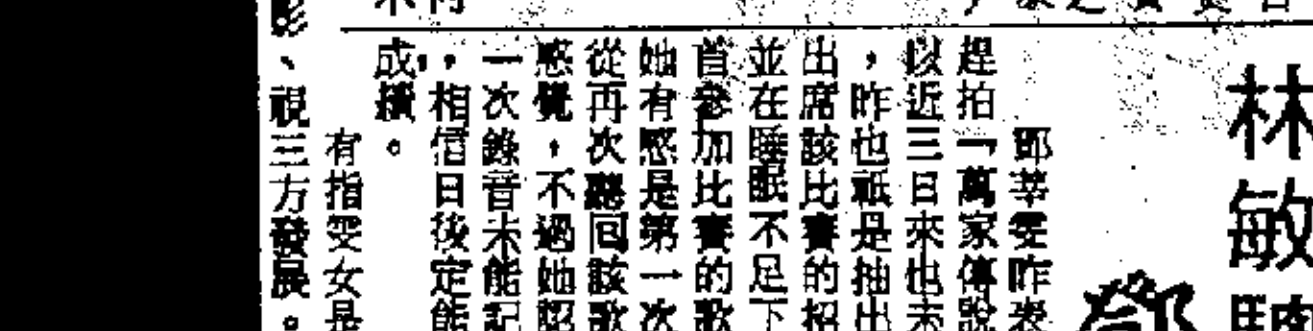 林敏驄
鄧
鄧萃雯昨表
趕拍「萬家傳說
以近三日來也未
，昨也祇是抽出
出席該比賽的招
並在睡眠不足下
首參加比賽的歌
她有感是第一次
從再次聽回該歌
感覺，不過她認
一次錄音未能記
，相信日後定能
成績。
有指雯女是
影、視三方發展。